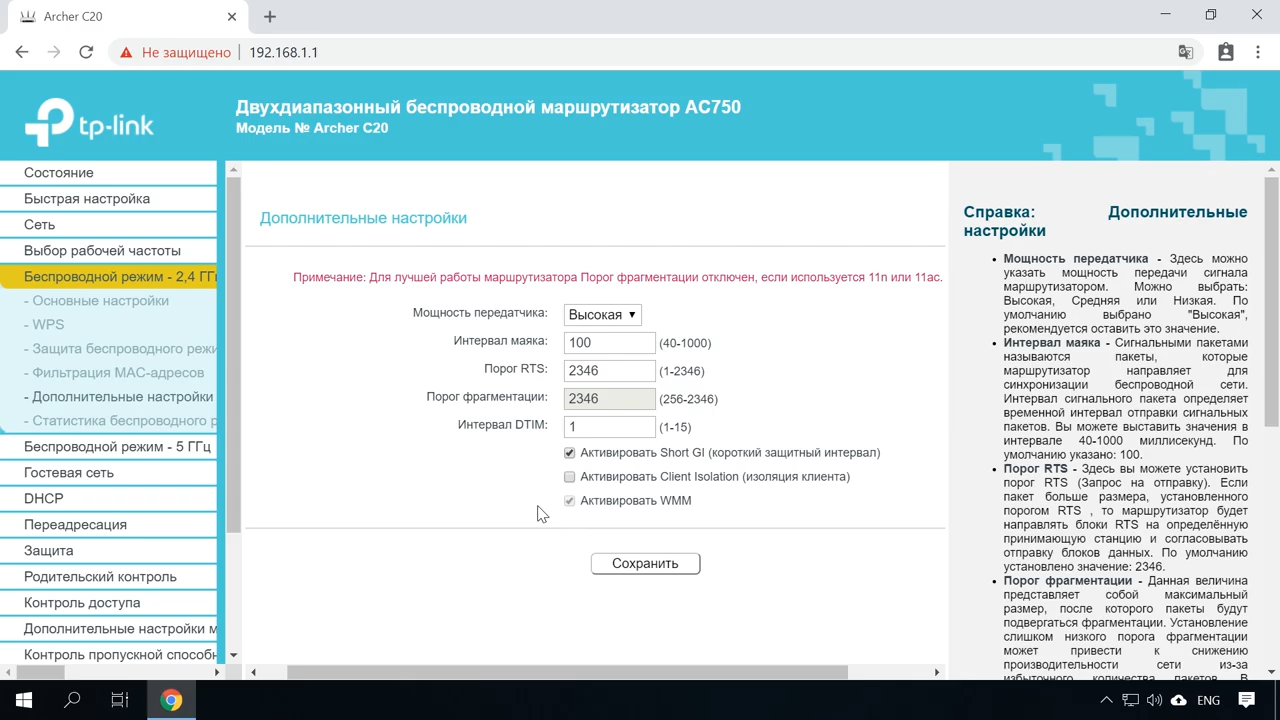 Archer C20
Не защищено
192.168.1.1
tp-link
Двухдиапазонный беспроводной маршрутизатор AC750
Модель № Archer C20
Состояние
Быстрая настройка
Сеть
Выбор рабочей частоты
Беспроводной режим - 2,4 ГГ
- Основные настройки
- WPS
- Защита беспроводного режи
- Фильтрация MAC-адресов
- Дополнительные настройки
- Статистика беспроводного р
Беспроводной режим - 5 ГГц
Гостевая сеть
DHCP
Переадресация
Защита
Родительский контроль
Контроль доступа
Дополнительные настройки м
Контроль пропускной способн
Дополнительные настройки
Примечание: Для лучшей работы маршрутизатора Порог фрагментации отключен, если используется 11n или 11ac.
Мощность передатчика: Высокая
Интервал маяка: 100 (40-1000)
Порог RTS: 2346 (1-2346)
Порог фрагментации: 2346 (256-2346)
Интервал DTIM: 1 (1-15)
Активировать Short GI (короткий защитный интервал)
Активировать Client Isolation (изоляция клиента)
Активировать WMM
Сохранить
Справка: Дополнительные
настройки
Мощность передатчика - Здесь можно
указать мощность передачи сигнала
маршрутизатором. Можно выбрать:
Высокая, Средняя или Низкая. По
умолчанию выбрано "Высокая",
рекомендуется оставить это значение.
Интервал маяка - Сигнальными пакетами
называются пакеты, которые
маршрутизатор направляет для
синхронизации беспроводной сети.
Интервал сигнального пакета определяет
временной интервал отправки сигнальных
пакетов. Вы можете выставить значения в
интервале 40-1000 миллисекунд. По
умолчанию указано: 100.
Порог RTS - Здесь вы можете установить
порог RTS (Запрос на отправку). Если
пакет больше размера, установленного
порогом RTS , то маршрутизатор будет
направлять блоки RTS на определённую
принимающую станцию и согласовывать
отправку блоков данных. По умолчанию
установлено значение: 2346.
Порог фрагментации - Данная величина
представляет собой максимальный
размер, после которого пакеты будут
подвергаться фрагментации. Установление
слишком низкого порога фрагментации
может привести к снижению
производительности сети из-за
избыточного количества пакетов. В
ENG